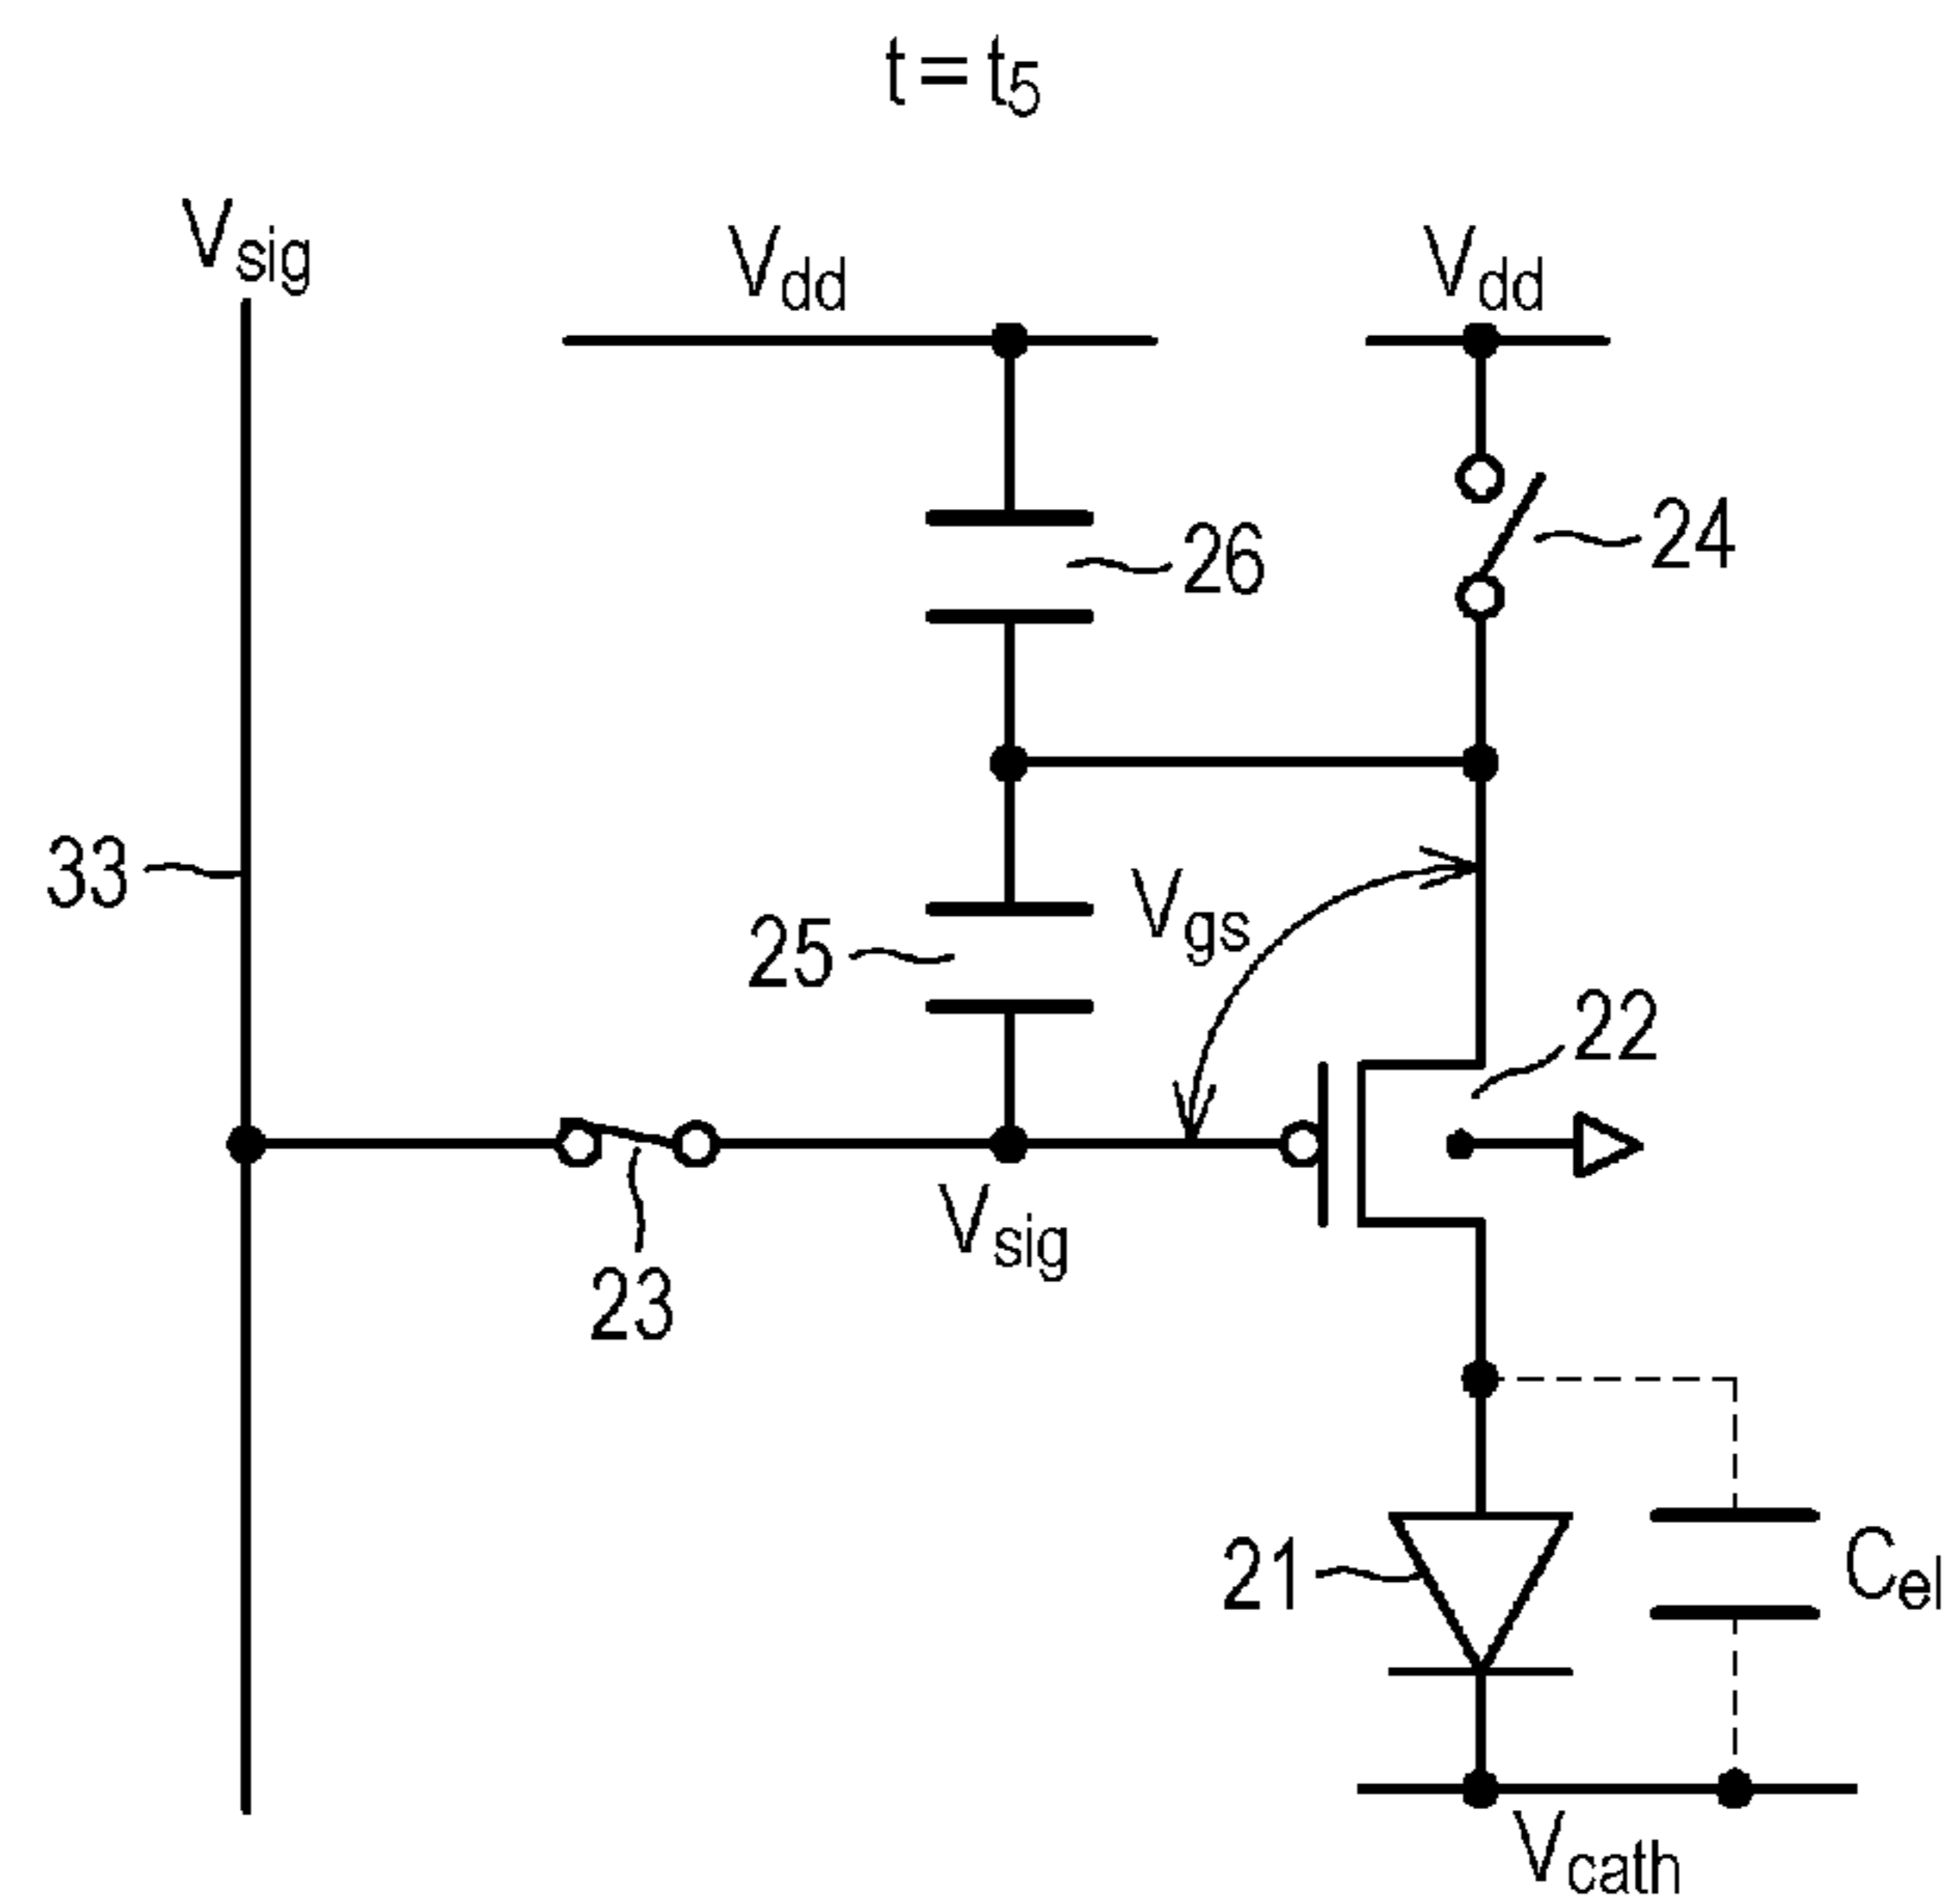 t = t5
Vsig
Vdd
Vdd
26
24
33
25
Vgs
22
Vsig
23
21
Cel
Vcath